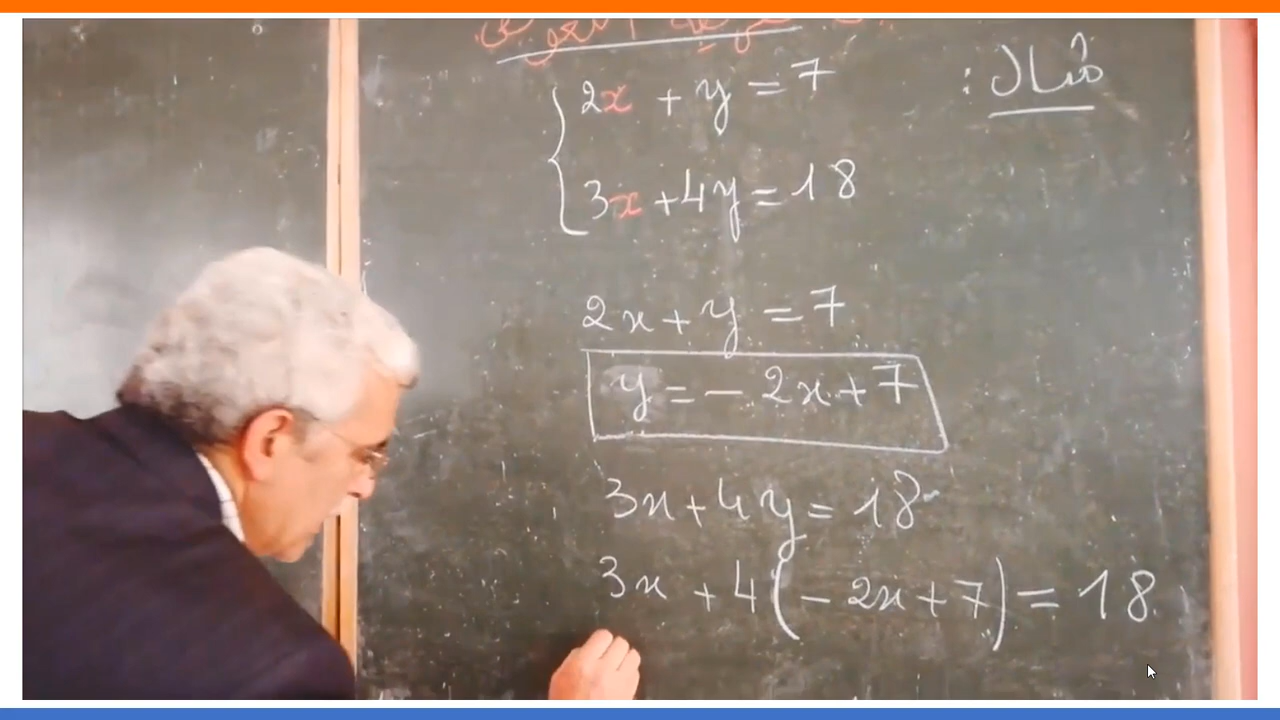 مثال :
2x + y = 7
3x + 4y = 18
2x + y = 7
y = - 2x + 7
3x + 4y = 18
3x + 4(- 2x + 7) = 18